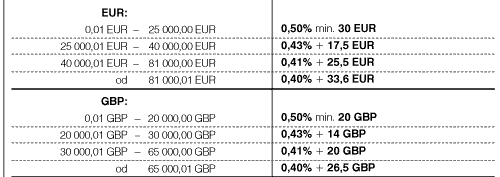 EUR:
0,01 EUR – 25 000,00 EUR 0,50% min. 30 EUR
25 000,01 EUR – 40 000,00 EUR 0,43% + 17,5 EUR
40 000,01 EUR – 81 000,00 EUR 0,41% + 25,5 EUR
od 81 000,01 EUR 0,40% + 33,6 EUR
GBP:
0,01 GBP – 20 000,00 GBP 0,50% min. 20 GBP
20 000,01 GBP – 30 000,00 GBP 0,43% + 14 GBP
30 000,01 GBP – 65 000,00 GBP 0,41% + 20 GBP
od 65 000,01 GBP 0,40% + 26,5 GBP